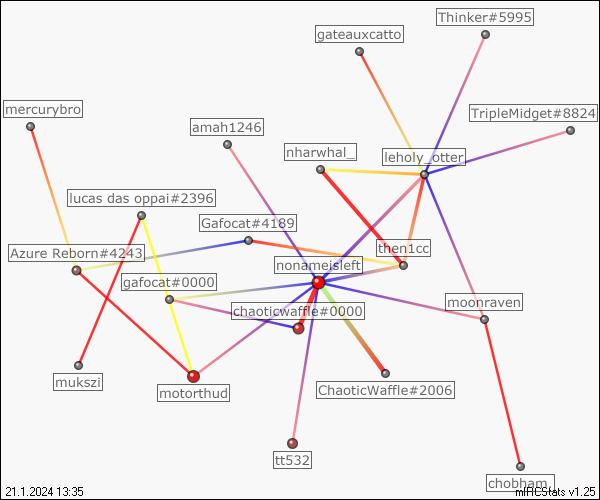 Thinker#5995
gateauxcatto
mercurybro
TripleMidget#8824
amah1246
nharwhal_
leholy_otter
lucas das oppai#2396
Gafocat#4189
then1cc
Azure Reborn#4243
nonameisleft
gafocat#0000
moonraven
chaoticwaffle#0000
mukszi
motorthud
ChaoticWaffle#2006
tt532
chobham_
21.1.2024 13:35
mIRCStats v1.25